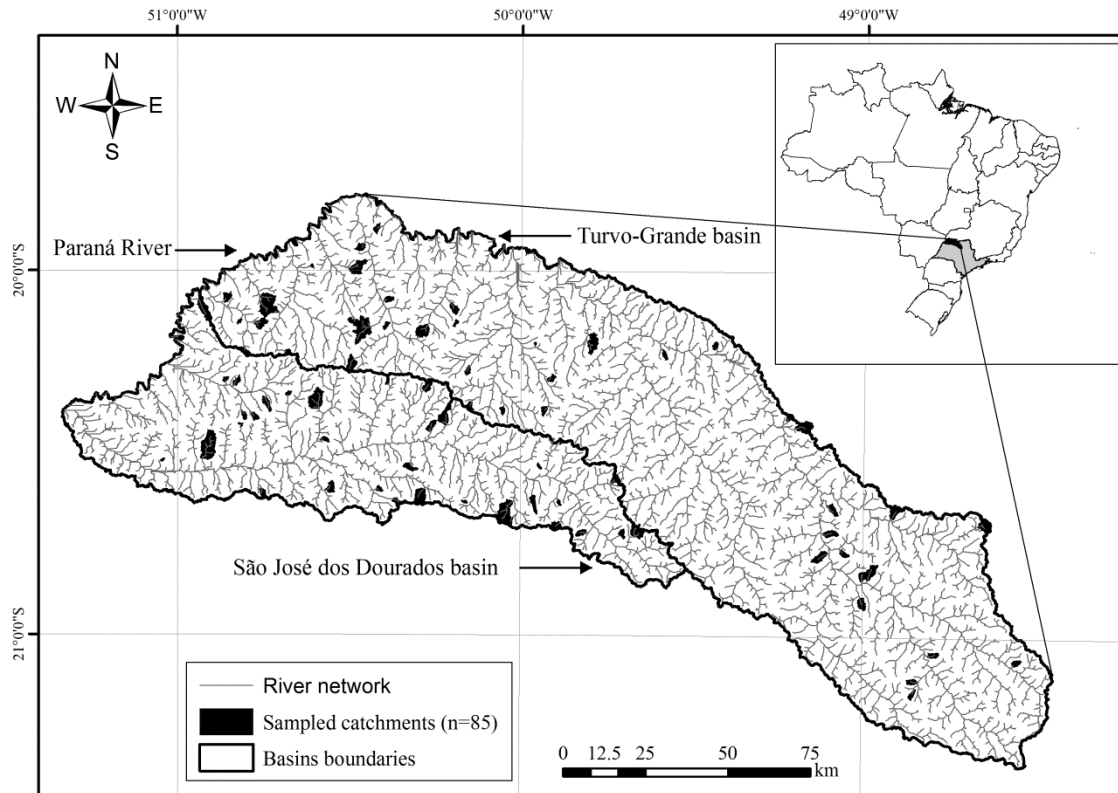 51°0'0"W
50°0'0"W
49°0'0"W
N
W
E
S
Paraná River
Turvo-Grande basin
20°0'0"S
São José dos Dourados basin
21°0'0"S
River network
Sampled catchments (n=85)
Basins boundaries
0 12.5 25 50 75
km